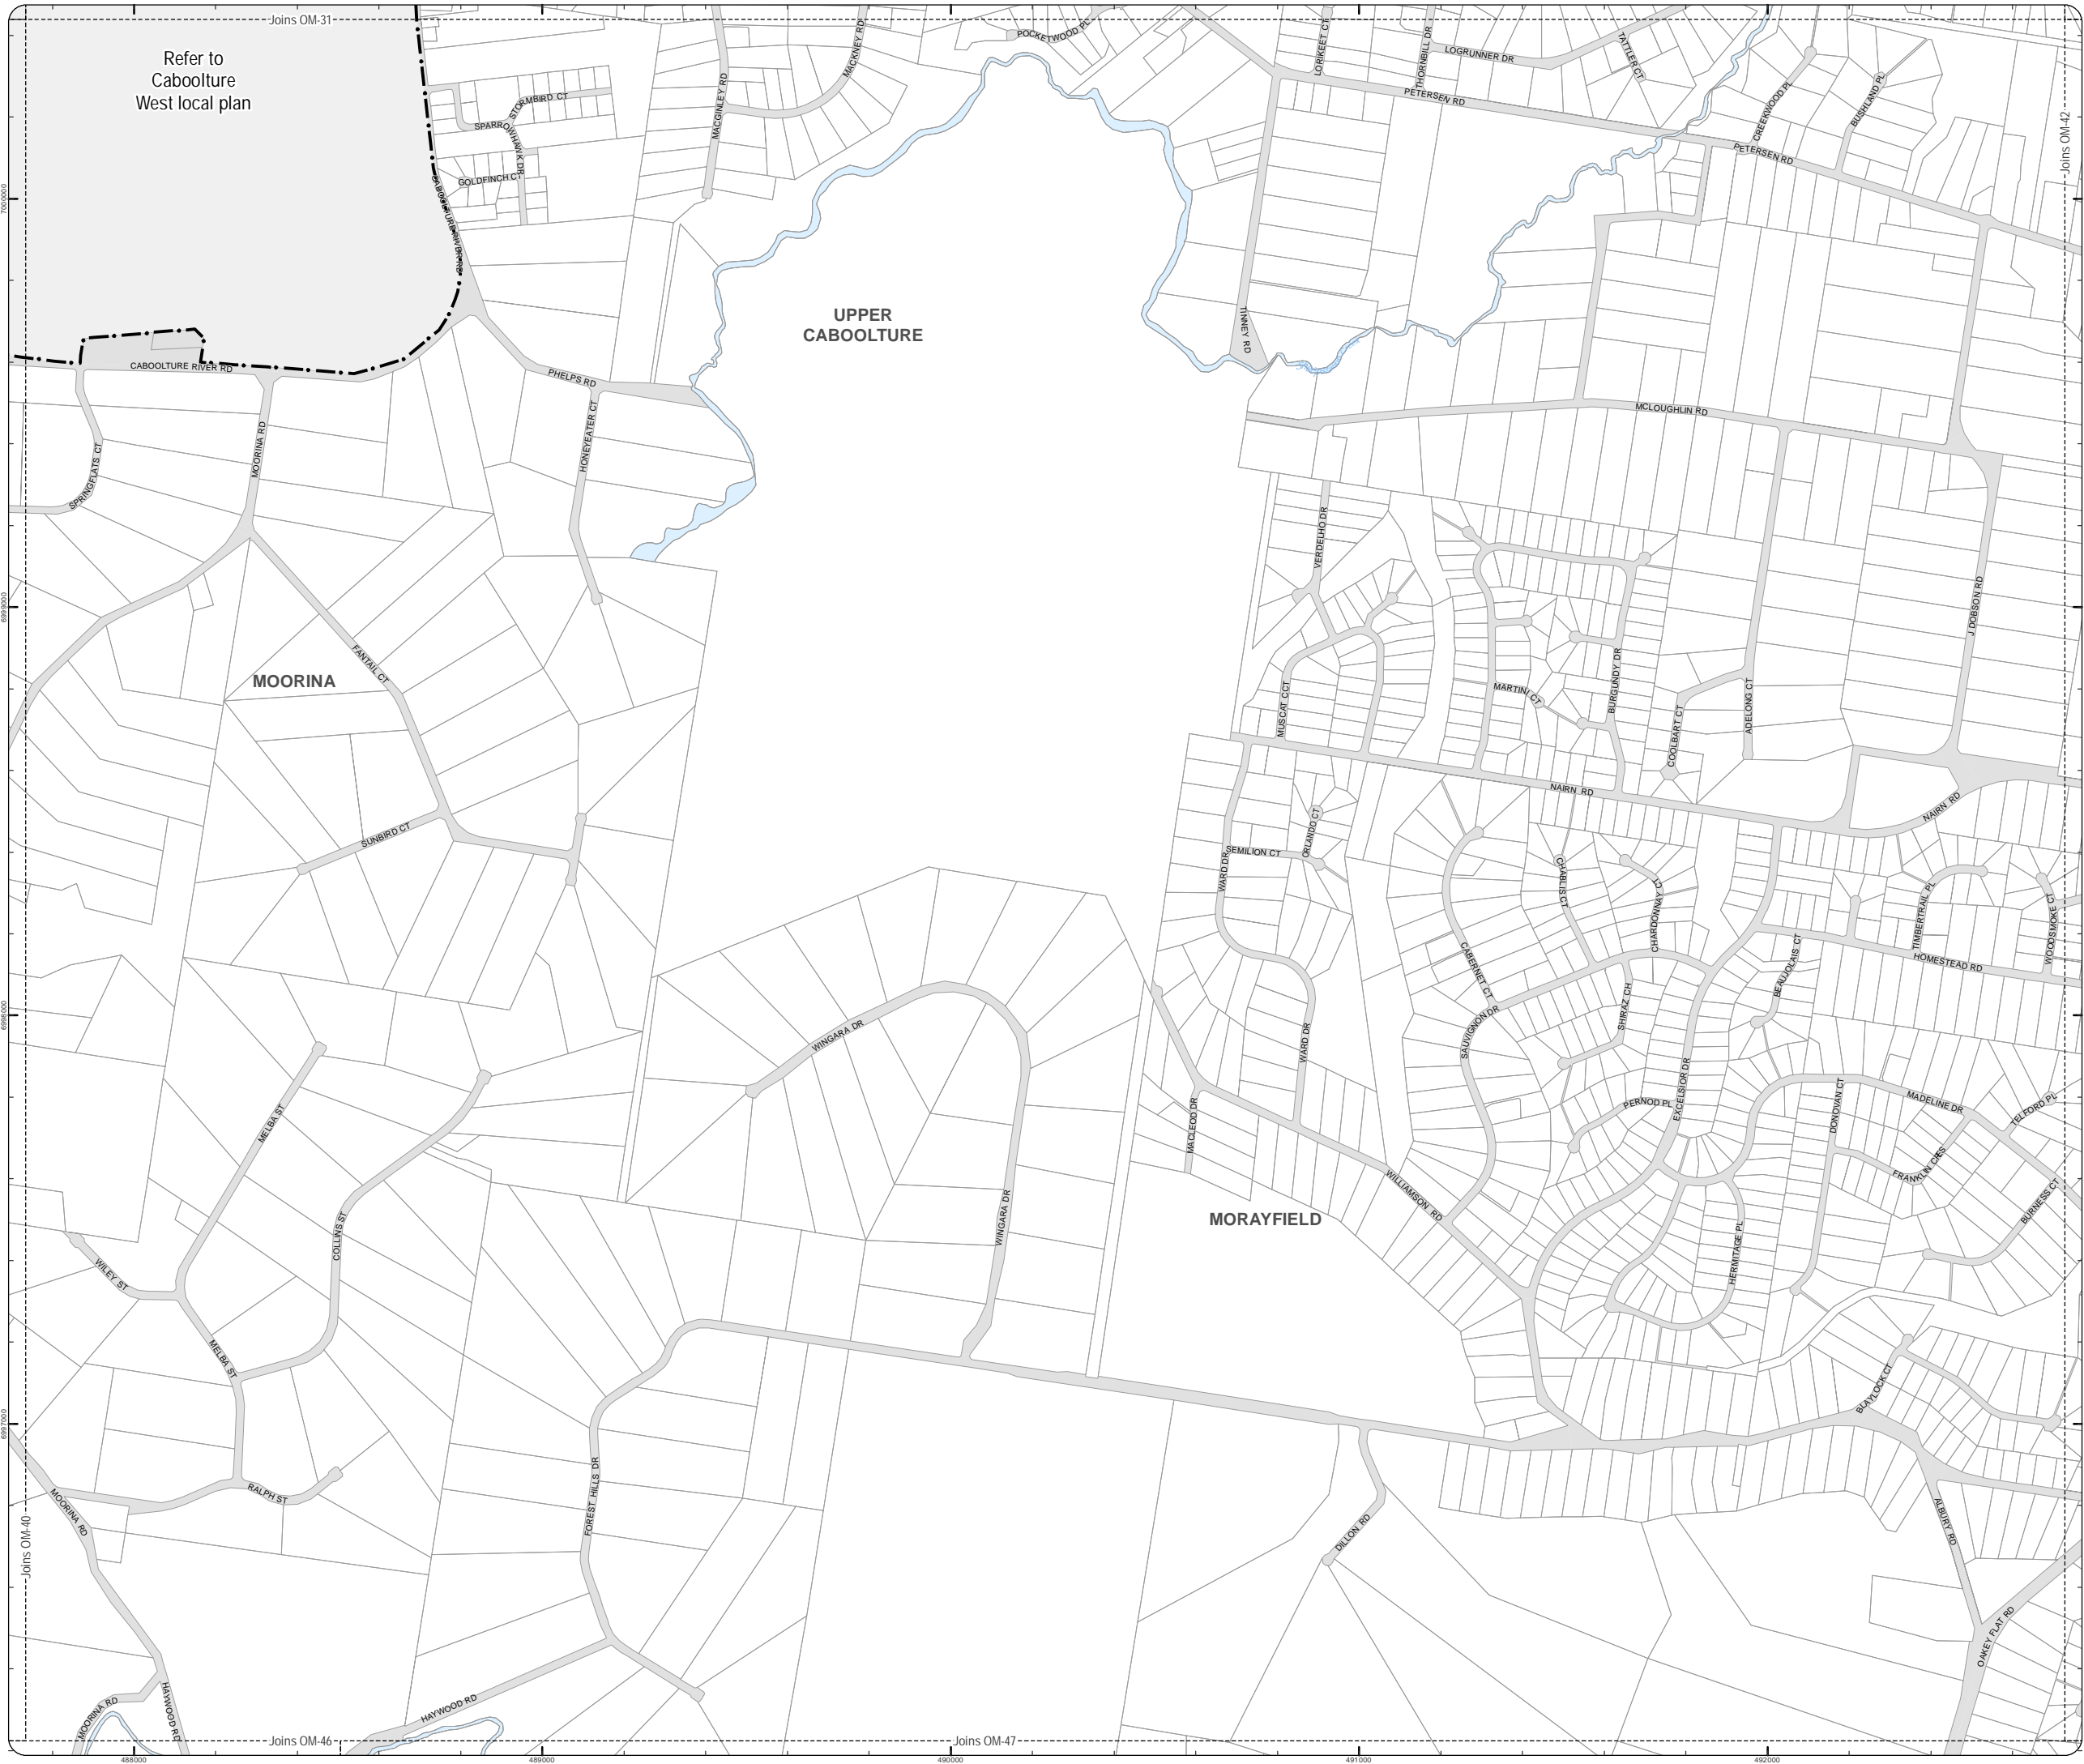 Joins OM-31
Refer to
Caboolture
West local plan
POCKETWOOD PL
MACKNEY RD
MACGINLEY RD
LORIKEET CT
THORNBILL DR
LOGRUNNER DR
TATTLER CT
PETERSEN RD
CREEKWOOD PL
BUSHLAND PL
PETERSEN RD
Joins OM-42
STORMBIRD CT
SPARROWHAWK DR
GOLDFINCH CT
CABOOLTURE RIVER RD
7000000
UPPER
CABOOLTURE
TINNEY RD
CABOOLTURE RIVER RD
PHELPS RD
HONEYEATER CT
MOORINA RD
SPRINGFLATS CT
MCLOUGHLIN RD
VERDELHO DR
J DOBSON RD
6999000
FANTAIL CT
MOORINA
MUSCAT CCT
MARTINI CT
BURGUNDY DR
COOLBART CT
ADELONG CT
NAIRN RD
NAIRN RD
SUNBIRD CT
ORLANDO CT
SEMILION CT
WARD DR
CHABLIS CT
CHARDONNAY CT
TIMBERTRAIL PL
WOODSMOKE CT
CABERNET CT
BEAUJOLAIS CT
HOMESTEAD RD
6998000
WINGARA DR
SAUVIGNON DR
SHIRAZ CH
WARD DR
EXCELSIOR DR
PERNOD PL
MACLEOD DR
DONOVAN CT
MADELINE DR
TELFORD PL
MELBA ST
FRANKLIN CRES
BURNESS CT
WILLIAMSON RD
MORAYFIELD
COLLINS ST
WINGARA DR
HERMITAGE PL
WILEY ST
MELBA ST
BLAYLOCK CT
6997000
RALPH ST
MOORINA RD
FOREST HILLS DR
DILLON RD
ALBURY RD
Joins OM-40
OAKEY FLAT RD
MOORINA RD
HAYWOOD RD
HAYWOOD RD
Joins OM-46
Joins OM-47
488000
489000
490000
491000
492000